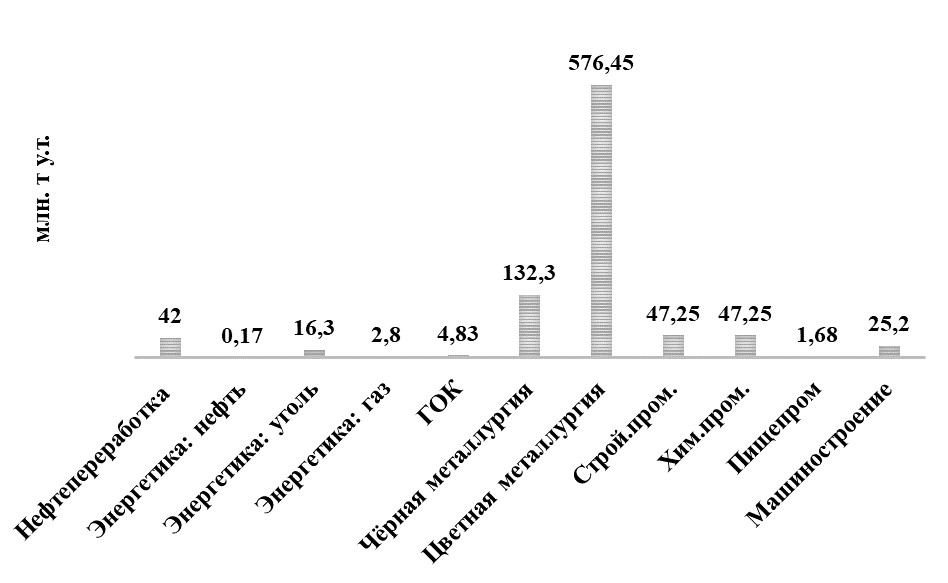 млн. т у.т.
42
0,17
16,3
2,8
4,83
132,3
576,45
47,25
47,25
1,68
25,2
Нефтепереработка
Энергетика: нефть
Энергетика: уголь
Энергетика: газ
ГОК
Чёрная металлургия
Цветная металлургия
Строй.пром.
Хим.пром.
Пищепром
Машиностроение